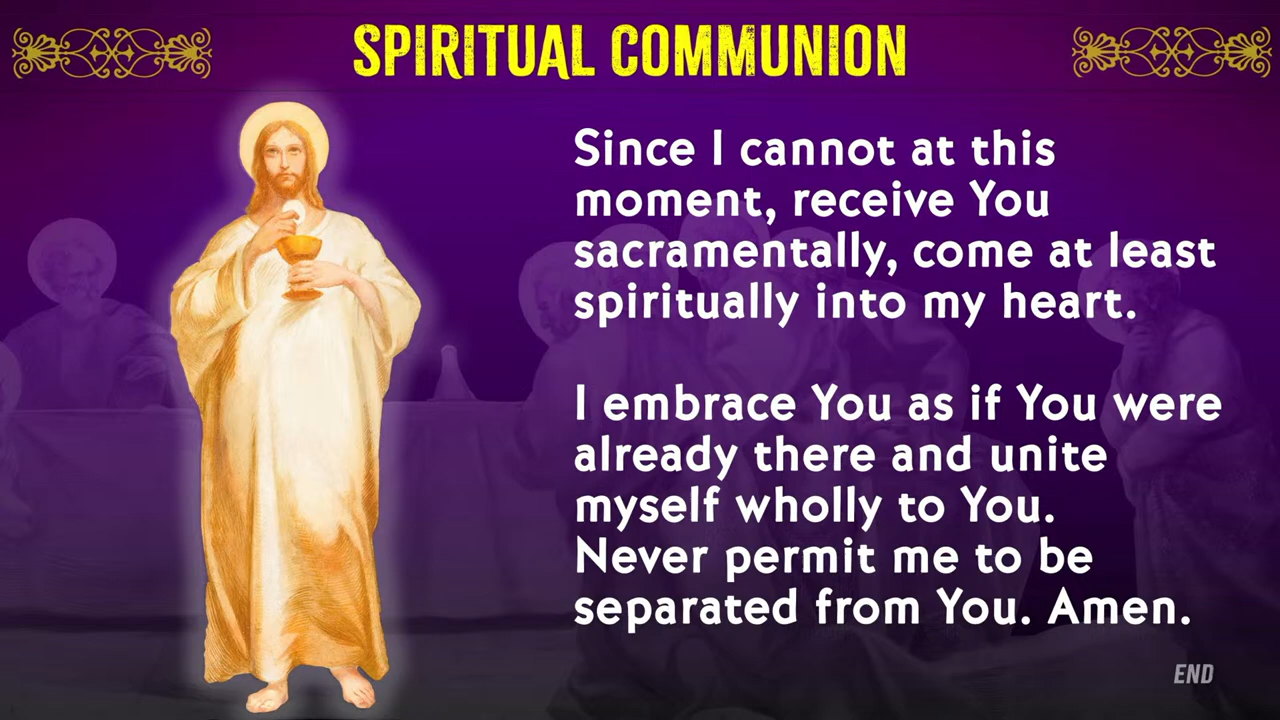 SPIRITUAL COMMUNION
Since I cannot at this
moment, receive You
sacramentally, come at least
spiritually into my heart.
I embrace You as if You were
already there and unite
myself wholly to You.
Never permit me to be
separated from You. Amen.
END